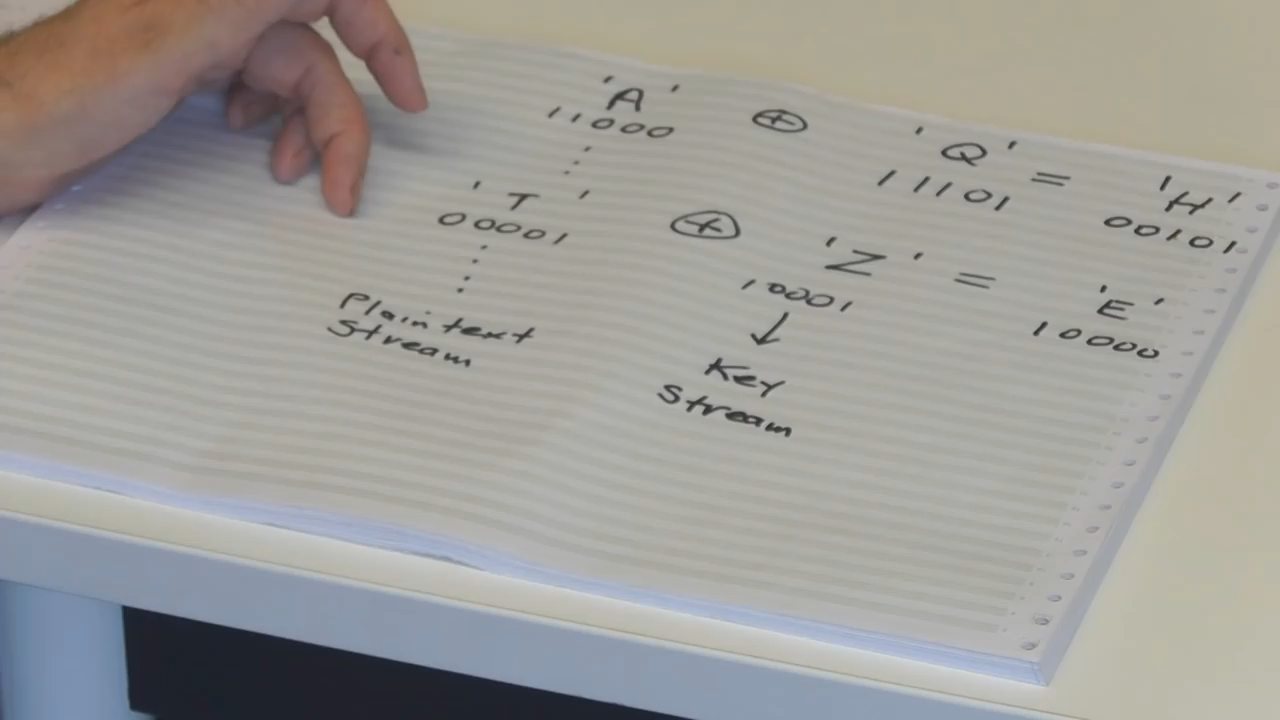 'A' ⊕ 'Q' = 'H'
11000 11101 00101
'T' ⊕ 'Z' = 'E'
00001 10001 10000
Plaintext
Stream
Key
Stream